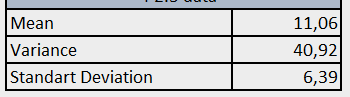 Mean 11,06
Variance 40,92
Standart Deviation 6,39